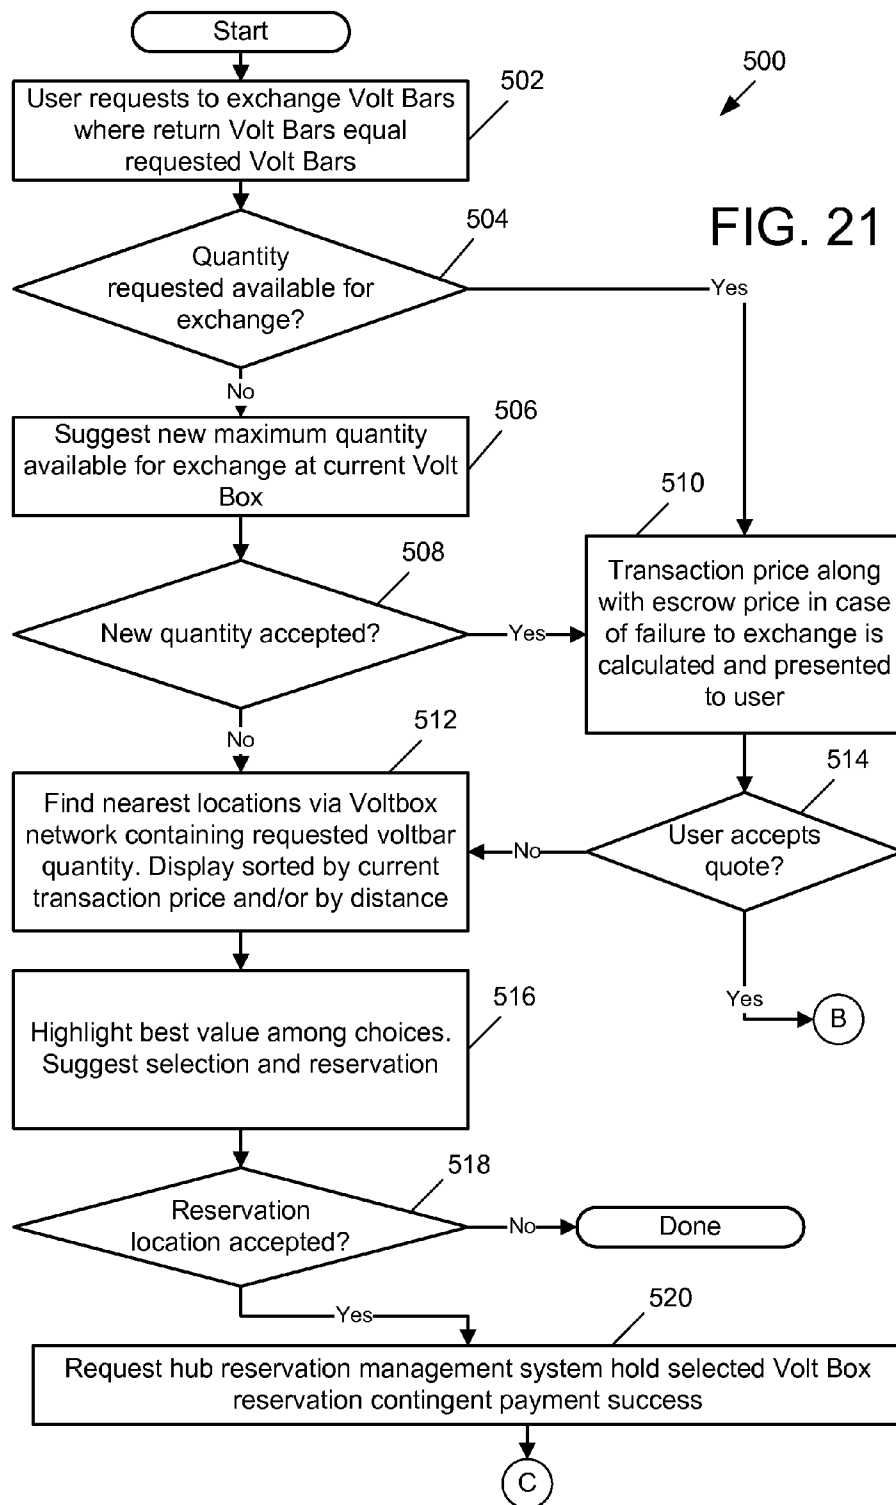 Start
500
502
User requests to exchange Volt Bars
where return Volt Bars equal
requested Volt Bars
FIG. 21
504
Quantity
requested available for
exchange?
Yes
No
506
Suggest new maximum quantity
available for exchange at current Volt
Box
510
Transaction price along
with escrow price in case
of failure to exchange is
calculated and presented
to user
508
New quantity accepted?
Yes
No
512
Find nearest locations via Voltbox
network containing requested voltbar
quantity. Display sorted by current
transaction price and/or by distance
514
User accepts
quote?
No
Yes
B
516
Highlight best value among choices.
Suggest selection and reservation
518
Reservation
location accepted?
No
Done
Yes
520
Request hub reservation management system hold selected Volt Box
reservation contingent payment success
C